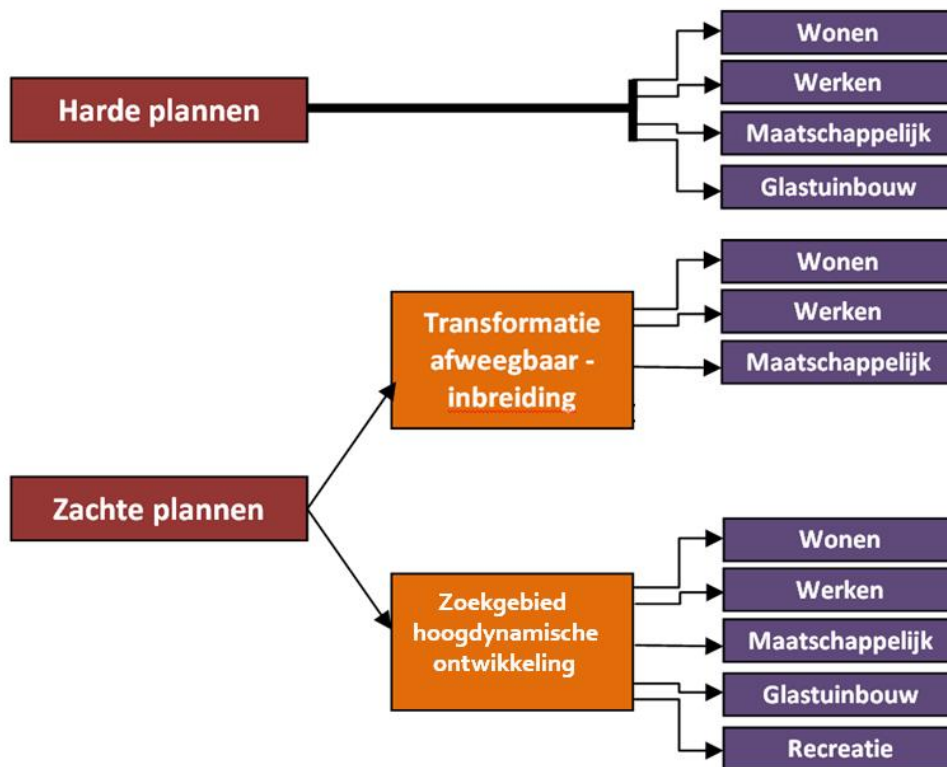 Harde plannen
Wonen
Werken
Maatschappelijk
Glastuinbouw
Zachte plannen
Transformatie
afweegbaar -
inbreiding
Wonen
Werken
Maatschappelijk
Zoekgebied
hoogdynamische
ontwikkeling
Wonen
Werken
Maatschappelijk
Glastuinbouw
Recreatie